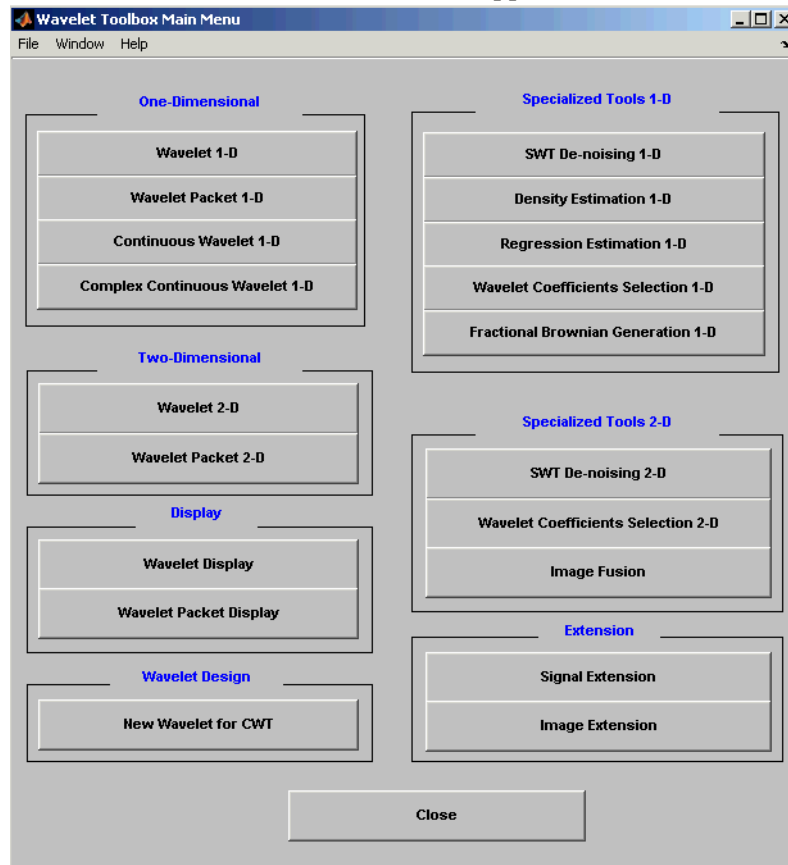 Wavelet Toolbox Main Menu
File Window Help
One-Dimensional
Wavelet 1-D
Wavelet Packet 1-D
Continuous Wavelet 1-D
Complex Continuous Wavelet 1-D
Two-Dimensional
Wavelet 2-D
Wavelet Packet 2-D
Display
Wavelet Display
Wavelet Packet Display
Wavelet Design
New Wavelet for CWT
Specialized Tools 1-D
SWT De-noising 1-D
Density Estimation 1-D
Regression Estimation 1-D
Wavelet Coefficients Selection 1-D
Fractional Brownian Generation 1-D
Specialized Tools 2-D
SWT De-noising 2-D
Wavelet Coefficients Selection 2-D
Image Fusion
Extension
Signal Extension
Image Extension
Close